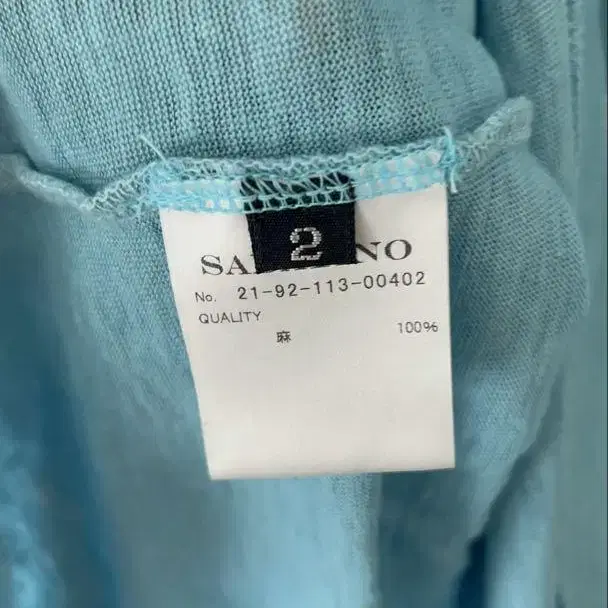 2
SA NO
No. 21-92-113-00402
QUALITY
麻 100%